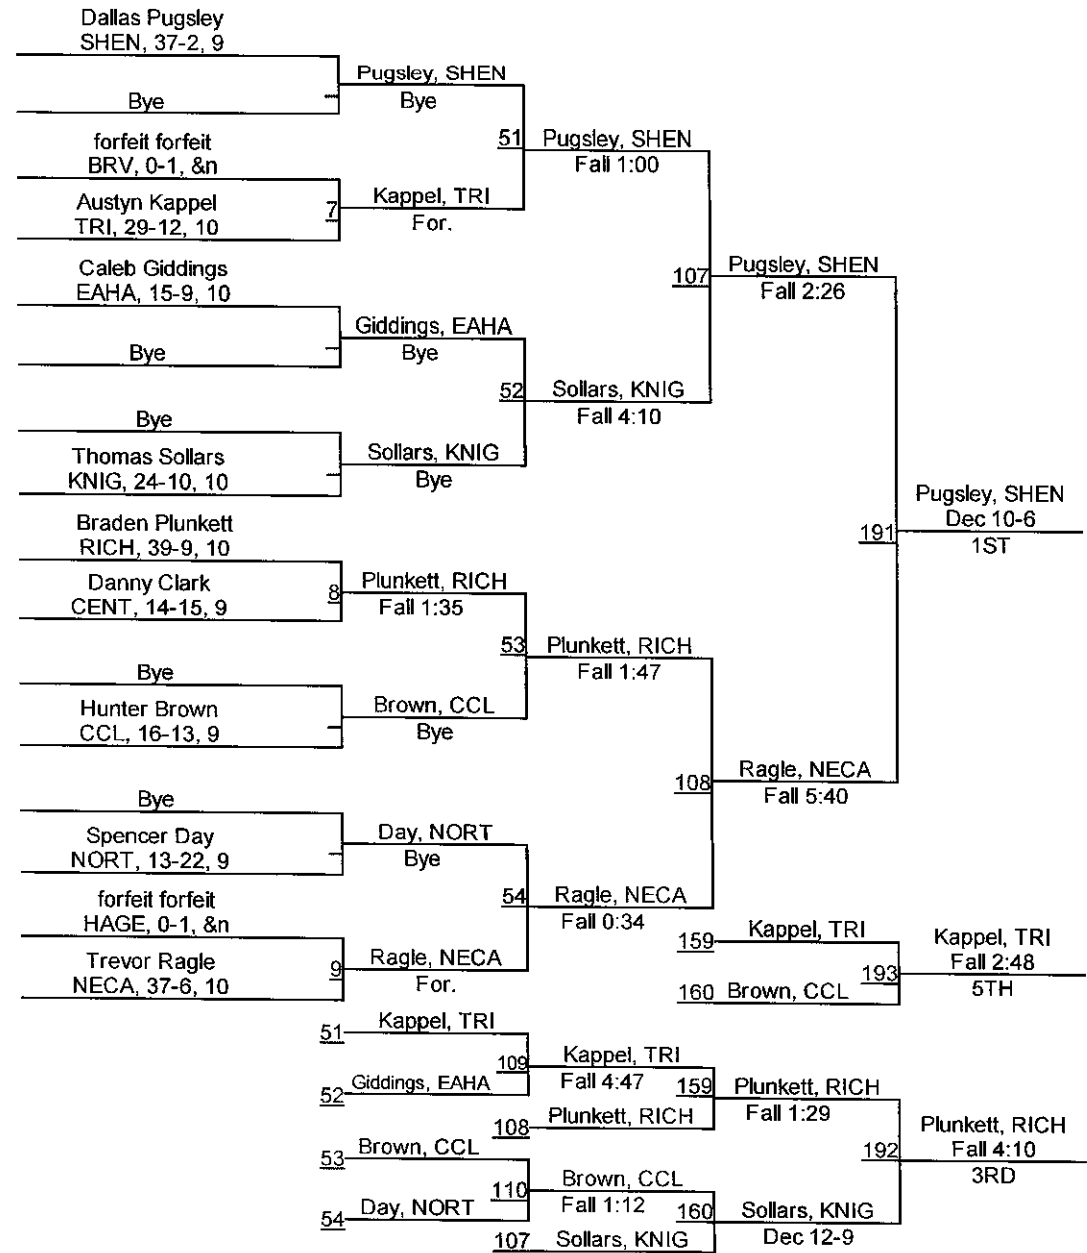 Dallas Pugsley
SHEN, 37-2, 9
Pugsley, SHEN
Bye
Bye
forfeit forfeit
BRV, 0-1, &n
51
Pugsley, SHEN
Fall 1:00
Austyn Kappel
TRI, 29-12, 10
7
Kappel, TRI
For.
Caleb Giddings
EAHA, 15-9, 10
107
Pugsley, SHEN
Fall 2:26
Giddings, EAHA
Bye
Bye
52
Sollars, KNIG
Fall 4:10
Bye
Thomas Sollars
KNIG, 24-10, 10
Sollars, KNIG
Bye
Braden Plunkett
RICH, 39-9, 10
191
Pugsley, SHEN
Dec 10-6
1ST
Danny Clark
CENT, 14-15, 9
8
Plunkett, RICH
Fall 1:35
53
Plunkett, RICH
Fall 1:47
Bye
Hunter Brown
CCL, 16-13, 9
Brown, CCL
Bye
108
Ragle, NECA
Fall 5:40
Bye
Spencer Day
NORT, 13-22, 9
Day, NORT
Bye
forfeit forfeit
HAGE, 0-1, &n
54
Ragle, NECA
Fall 0:34
Trevor Ragle
NECA, 37-6, 10
9
Ragle, NECA
For.
159
Kappel, TRI
193
Kappel, TRI
Fall 2:48
5TH
160
Brown, CCL
51
Kappel, TRI
109
Kappel, TRI
Fall 4:47
52
Giddings, EAHA
159
Plunkett, RICH
Fall 1:29
108
Plunkett, RICH
53
Brown, CCL
192
Plunkett, RICH
Fall 4:10
3RD
110
Brown, CCL
Fall 1:12
54
Day, NORT
160
Sollars, KNIG
Dec 12-9
107
Sollars, KNIG